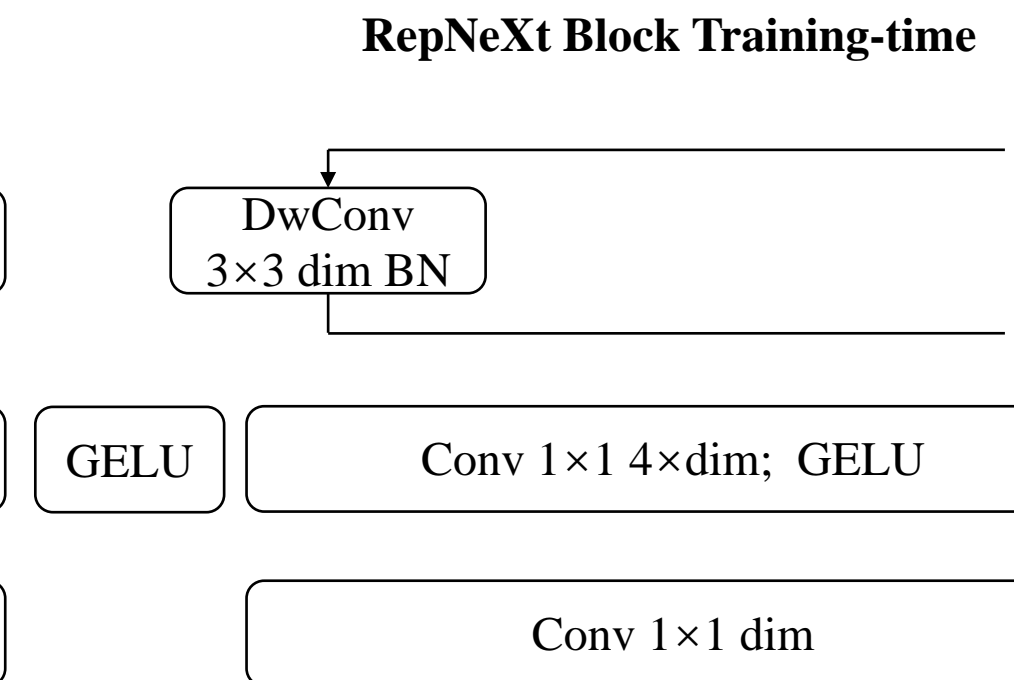 RepNeXt Block Training-time
DwConv
3×3 dim BN
GELU
Conv 1×1 4×dim; GELU
Conv 1×1 dim